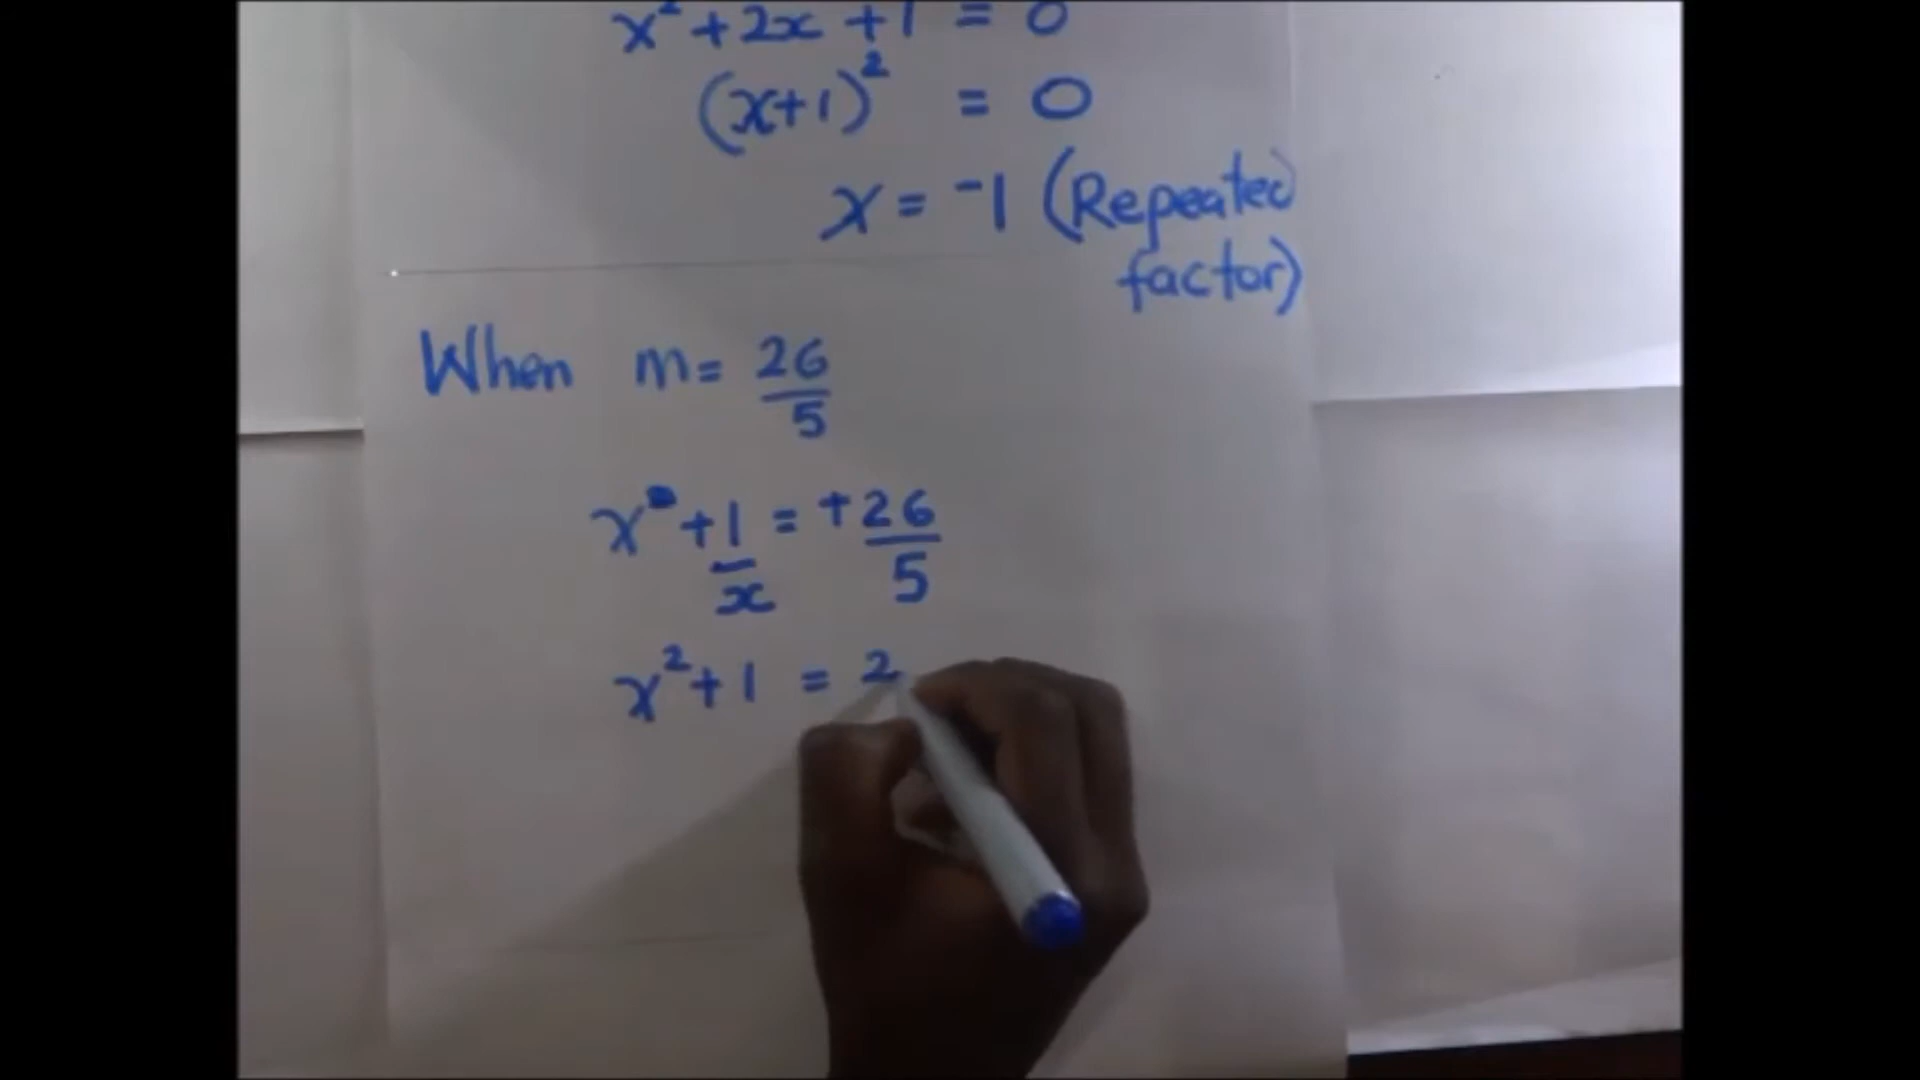 x² + 2x + 1 = 0
(x+1)² = 0
x = -1 (Repeated
factor)
When m = 26/5
x + 1/x = +26/5
x² + 1 = 2